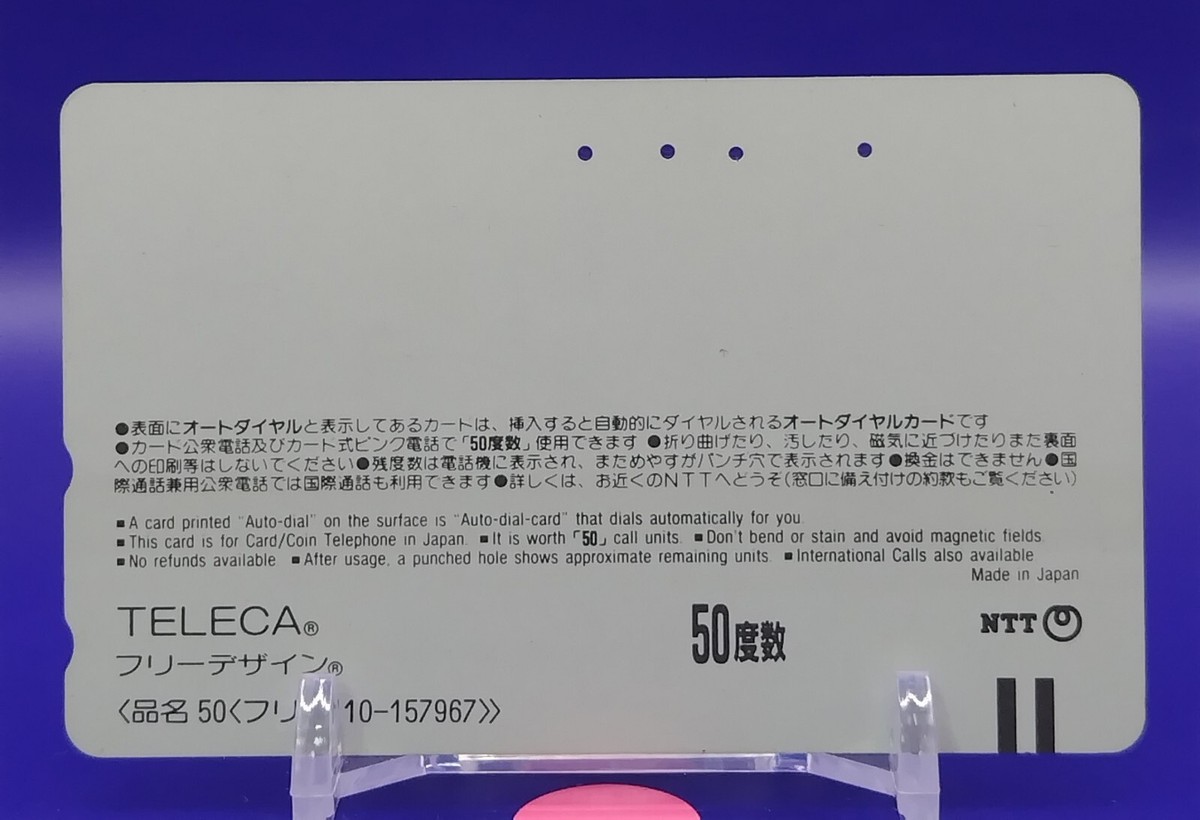 ●表面にオートダイヤルと表示してあるカードは、挿入すると自動的にダイヤルされるオートダイヤルカードです
●カード公衆電話及びカード式ピンク電話で「50度数」使用できます ●折り曲げたり、汚したり、磁気に近づけたりまた裏面
への印刷等はしないでください●残度数は電話機に表示され、まためやすがパンチ穴で表示されます●換金はできません●国
際通話兼用公衆電話では国際通話も利用できます●詳しくは、お近くのNTTへどうぞ(窓口に備え付けの約款もご覧ください)
■A card printed "Auto-dial" on the surface is "Auto-dial-card" that dials automatically for you.
■This card is for Card/Coin Telephone in Japan. ■It is worth「50」call units. ■Don't bend or stain and avoid magnetic fields.
■No refunds available. ■After usage, a punched hole shows approximate remaining units. ■International Calls also available
Made in Japan
TELECA®
フリーデザイン®
50度数
NTT
〈品名 50〈フリ 110-157967〉〉